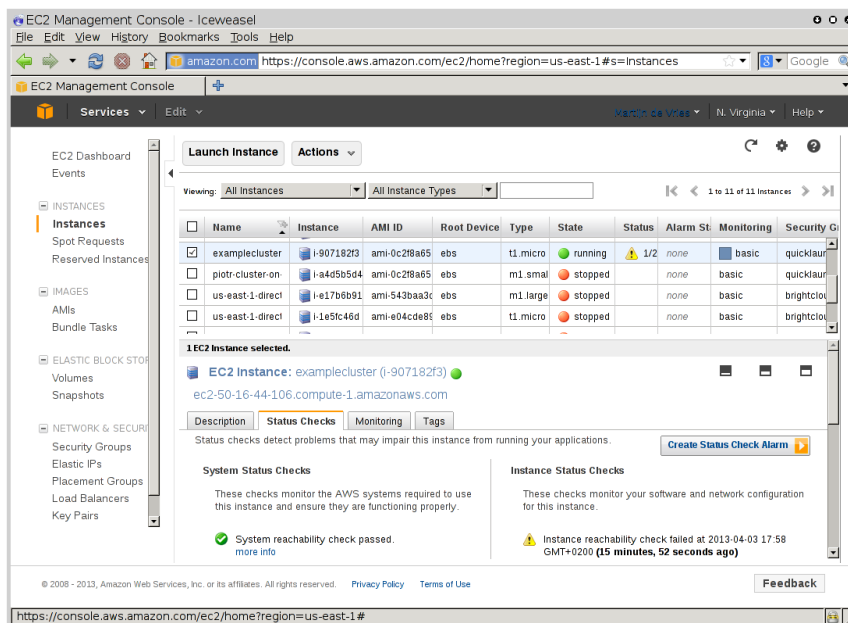 EC2 Management Console - Iceweasel
File Edit View History Bookmarks Tools Help
amazon.com https://console.aws.amazon.com/ec2/home?region=us-east-1#s=Instances
Google
EC2 Management Console
Services Edit Martijn de Vries N. Virginia Help
EC2 Dashboard
Events
INSTANCES
Instances
Spot Requests
Reserved Instances
IMAGES
AMIs
Bundle Tasks
ELASTIC BLOCK STOR
Volumes
Snapshots
NETWORK & SECURI
Security Groups
Elastic IPs
Placement Groups
Load Balancers
Key Pairs
Launch Instance Actions
Viewing: All Instances All Instance Types 1 to 11 of 11 Instances
Name Instance AMI ID Root Device Type State Status Alarm St Monitoring Security G
examplecluster i-907182f3 ami-0c2f8a65 ebs t1.micro running 1/2 none basic quicklaun
piotr-cluster-on- i-a4d5b5d4 ami-0c2f8a65 ebs m1.smal stopped none basic quicklaun
us-east-1-direct i-e17b6b91 ami-543baa3c ebs m1.large stopped none basic brightclou
us-east-1-direct i-1e5fc46d ami-e04cde89 ebs t1.micro stopped none basic brightclou
1 EC2 Instance selected.
EC2 Instance: examplecluster (i-907182f3)
ec2-50-16-44-106.compute-1.amazonaws.com
Description Status Checks Monitoring Tags
Status checks detect problems that may impair this instance from running your applications.
Create Status Check Alarm
System Status Checks
These checks monitor the AWS systems required to use
this instance and ensure they are functioning properly.
System reachability check passed.
more info
Instance Status Checks
These checks monitor your software and network configuration
for this instance.
Instance reachability check failed at 2013-04-03 17:58
GMT+0200 (15 minutes, 52 seconds ago)
© 2008 - 2013, Amazon Web Services, Inc. or its affiliates. All rights reserved. Privacy Policy Terms of Use
Feedback
https://console.aws.amazon.com/ec2/home?region=us-east-1#